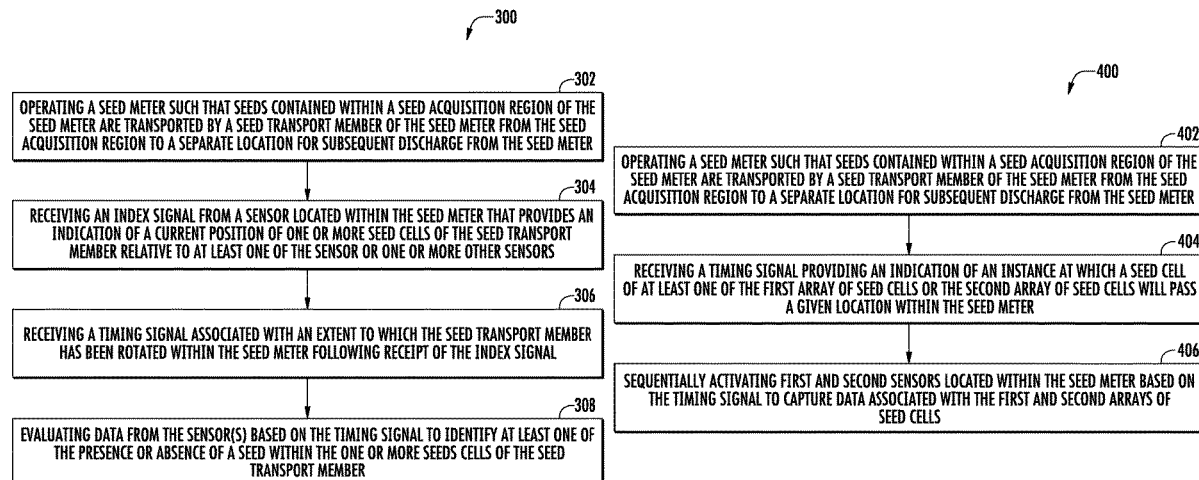 300
302
OPERATING A SEED METER SUCH THAT SEEDS CONTAINED WITHIN A SEED ACQUISITION REGION OF THE
SEED METER ARE TRANSPORTED BY A SEED TRANSPORT MEMBER OF THE SEED METER FROM THE SEED
ACQUISITION REGION TO A SEPARATE LOCATION FOR SUBSEQUENT DISCHARGE FROM THE SEED METER
304
RECEIVING AN INDEX SIGNAL FROM A SENSOR LOCATED WITHIN THE SEED METER THAT PROVIDES AN
INDICATION OF A CURRENT POSITION OF ONE OR MORE SEED CELLS OF THE SEED TRANSPORT
MEMBER RELATIVE TO AT LEAST ONE OF THE SENSOR OR ONE OR MORE OTHER SENSORS
306
RECEIVING A TIMING SIGNAL ASSOCIATED WITH AN EXTENT TO WHICH THE SEED TRANSPORT MEMBER
HAS BEEN ROTATED WITHIN THE SEED METER FOLLOWING RECEIPT OF THE INDEX SIGNAL
308
EVALUATING DATA FROM THE SENSOR(S) BASED ON THE TIMING SIGNAL TO IDENTIFY AT LEAST ONE OF
THE PRESENCE OR ABSENCE OF A SEED WITHIN THE ONE OR MORE SEEDS CELLS OF THE SEED
TRANSPORT MEMBER
400
402
OPERATING A SEED METER SUCH THAT SEEDS CONTAINED WITHIN A SEED ACQUISITION REGION OF THE
SEED METER ARE TRANSPORTED BY A SEED TRANSPORT MEMBER OF THE SEED METER FROM THE SEED
ACQUISITION REGION TO A SEPARATE LOCATION FOR SUBSEQUENT DISCHARGE FROM THE SEED METER
404
RECEIVING A TIMING SIGNAL PROVIDING AN INDICATION OF AN INSTANCE AT WHICH A SEED CELL
OF AT LEAST ONE OF THE FIRST ARRAY OF SEED CELLS OR THE SECOND ARRAY OF SEED CELLS WILL PASS
A GIVEN LOCATION WITHIN THE SEED METER
406
SEQUENTIALLY ACTIVATING FIRST AND SECOND SENSORS LOCATED WITHIN THE SEED METER BASED ON
THE TIMING SIGNAL TO CAPTURE DATA ASSOCIATED WITH THE FIRST AND SECOND ARRAYS OF
SEED CELLS